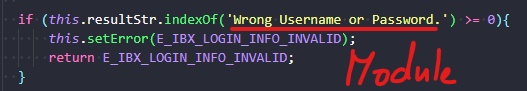 if (this.resultStr.indexOf('Wrong Username or Password.') >= 0){
this.setError(E_IBX_LOGIN_INFO_INVALID);
return E_IBX_LOGIN_INFO_INVALID;
}
Module